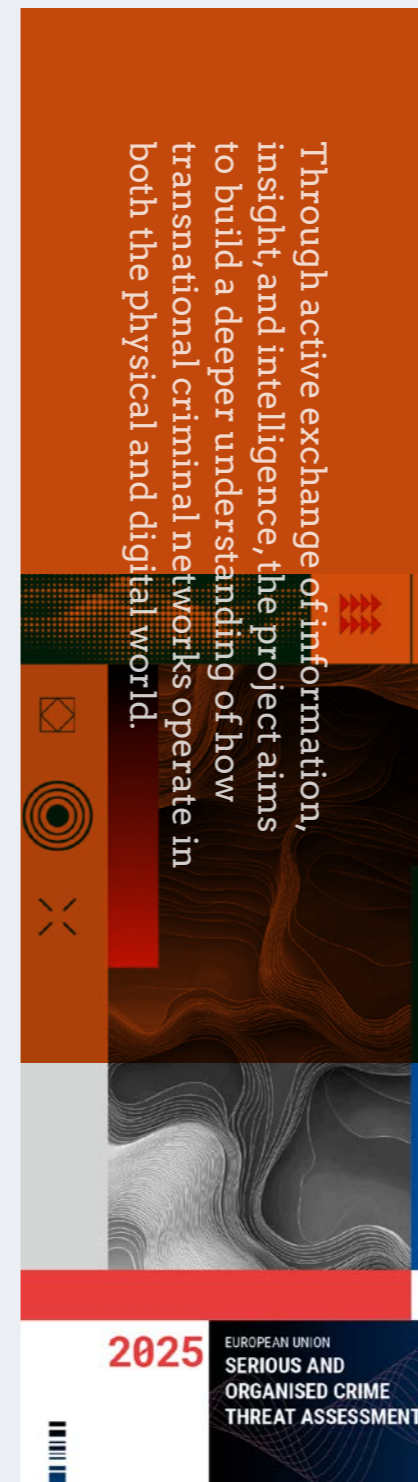 Through active exchange of information,
insight, and intelligence, the project aims
to build a deeper understanding of how
transnational criminal networks operate in
both the physical and digital world.
2025
EUROPEAN UNION
SERIOUS AND
ORGANISED CRIME
THREAT ASSESSMENT